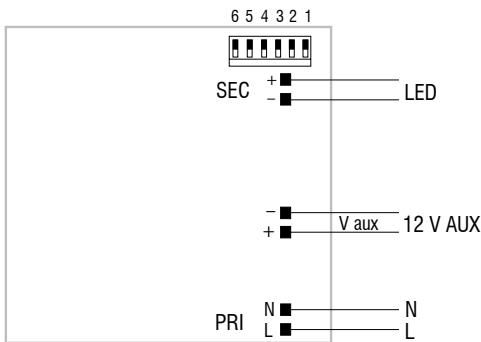 6 5 4 3 2 1
SEC + LED
−
− V aux 12 V AUX
+
PRI N N
L L